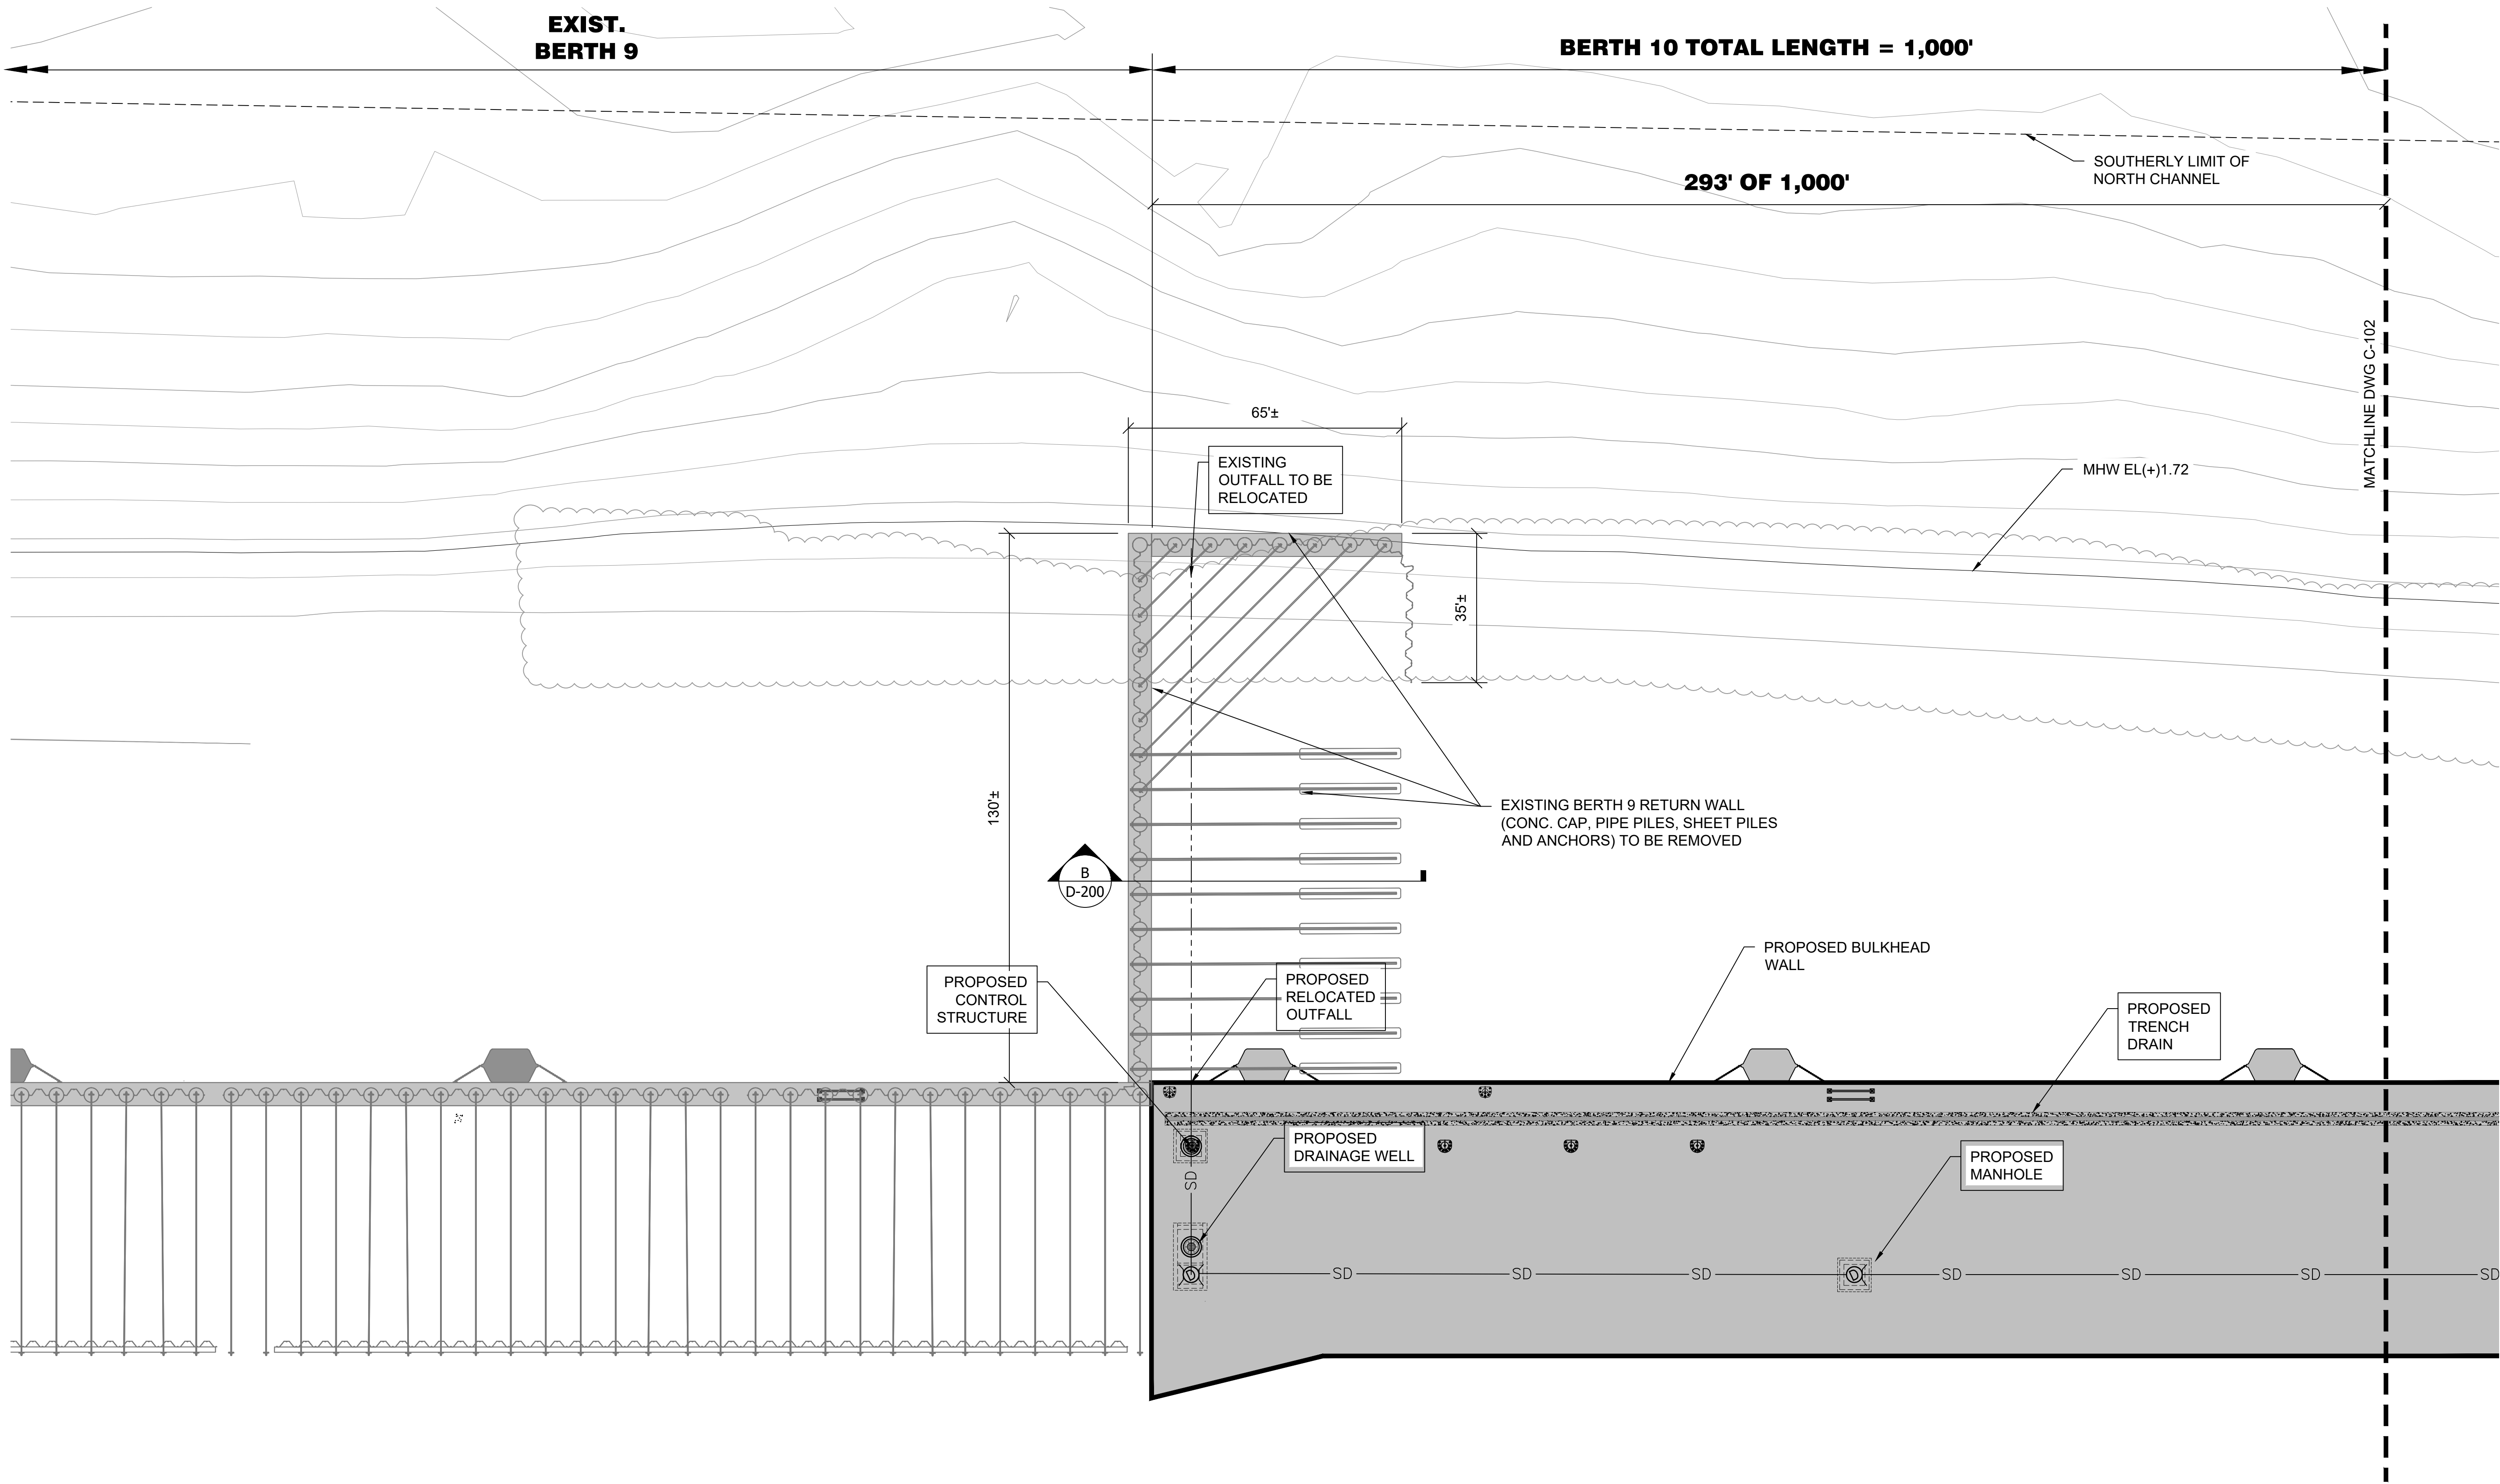 EXIST.
BERTH 9
BERTH 10 TOTAL LENGTH = 1,000'
SOUTHERLY LIMIT OF
NORTH CHANNEL
293' OF 1,000'
MATCHLINE DWG C-102
65'±
EXISTING
OUTFALL TO BE
RELOCATED
MHW EL(+)1.72
35'±
130'±
EXISTING BERTH 9 RETURN WALL
(CONC. CAP, PIPE PILES, SHEET PILES
AND ANCHORS) TO BE REMOVED
B
D-200
PROPOSED BULKHEAD
WALL
PROPOSED
CONTROL
STRUCTURE
PROPOSED
RELOCATED
OUTFALL
PROPOSED
TRENCH
DRAIN
PROPOSED
DRAINAGE WELL
PROPOSED
MANHOLE
SD
D
SD
SD
SD
D
SD
SD
SD
SD